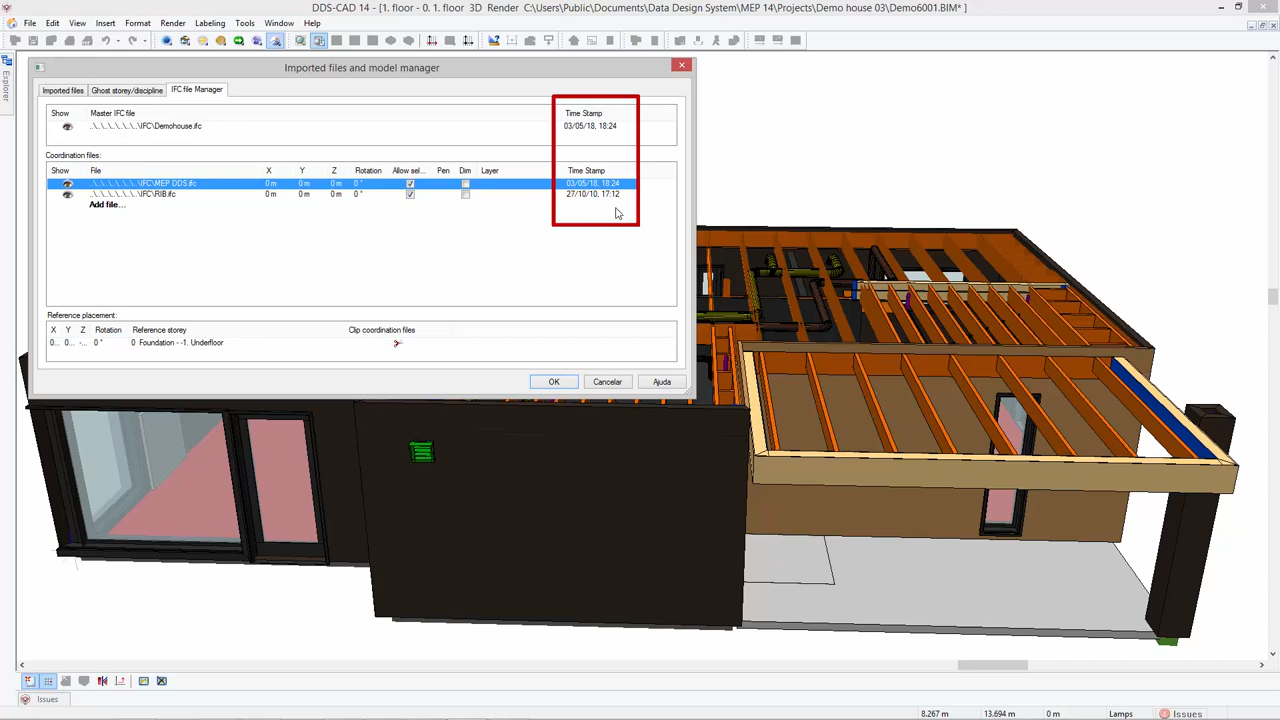 DDS-CAD 14 - [1. floor - 0. 1. floor  3D  Render  C:\Users\Public\Documents\Data Design System\MEP 14\Projects\Demo house 03\Demo6001.BIM*]
File Edit View Insert Format Render Labeling Tools Window Help
Explorer
Imported files and model manager
Imported files Ghost storey/discipline IFC file Manager
Show Master IFC file Time Stamp
..\..\..\..\..\..\IFC\Demohouse.ifc 03/05/18, 18:24
Coordination files:
Show File X Y Z Rotation Allow sel... Pen Dim Layer Time Stamp
..\..\..\..\..\..\IFC\MEP DDS.ifc 0 m 0 m 0 m 0 ° 03/05/18, 18:24
..\..\..\..\..\..\IFC\RIB.ifc 0 m 0 m 0 m 0 ° 27/10/10, 17:12
Add file...
Reference placement:
X Y Z Rotation Reference storey Clip coordination files
0... 0... -... 0 ° 0 Foundation - -1. Underfloor
OK Cancelar Ajuda
Issues
8.267 m 13.694 m 0 m Lamps Issues